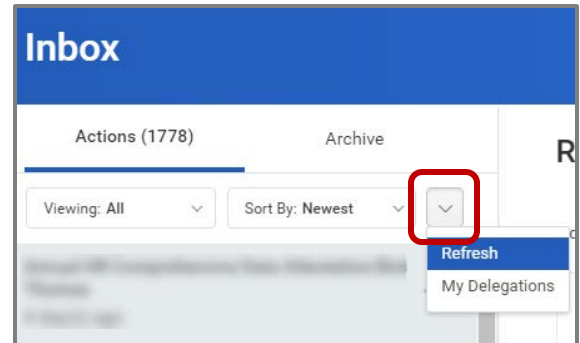 Inbox
Actions (1778)
Archive
R
Viewing: All
Sort By: Newest
Refresh
My Delegations